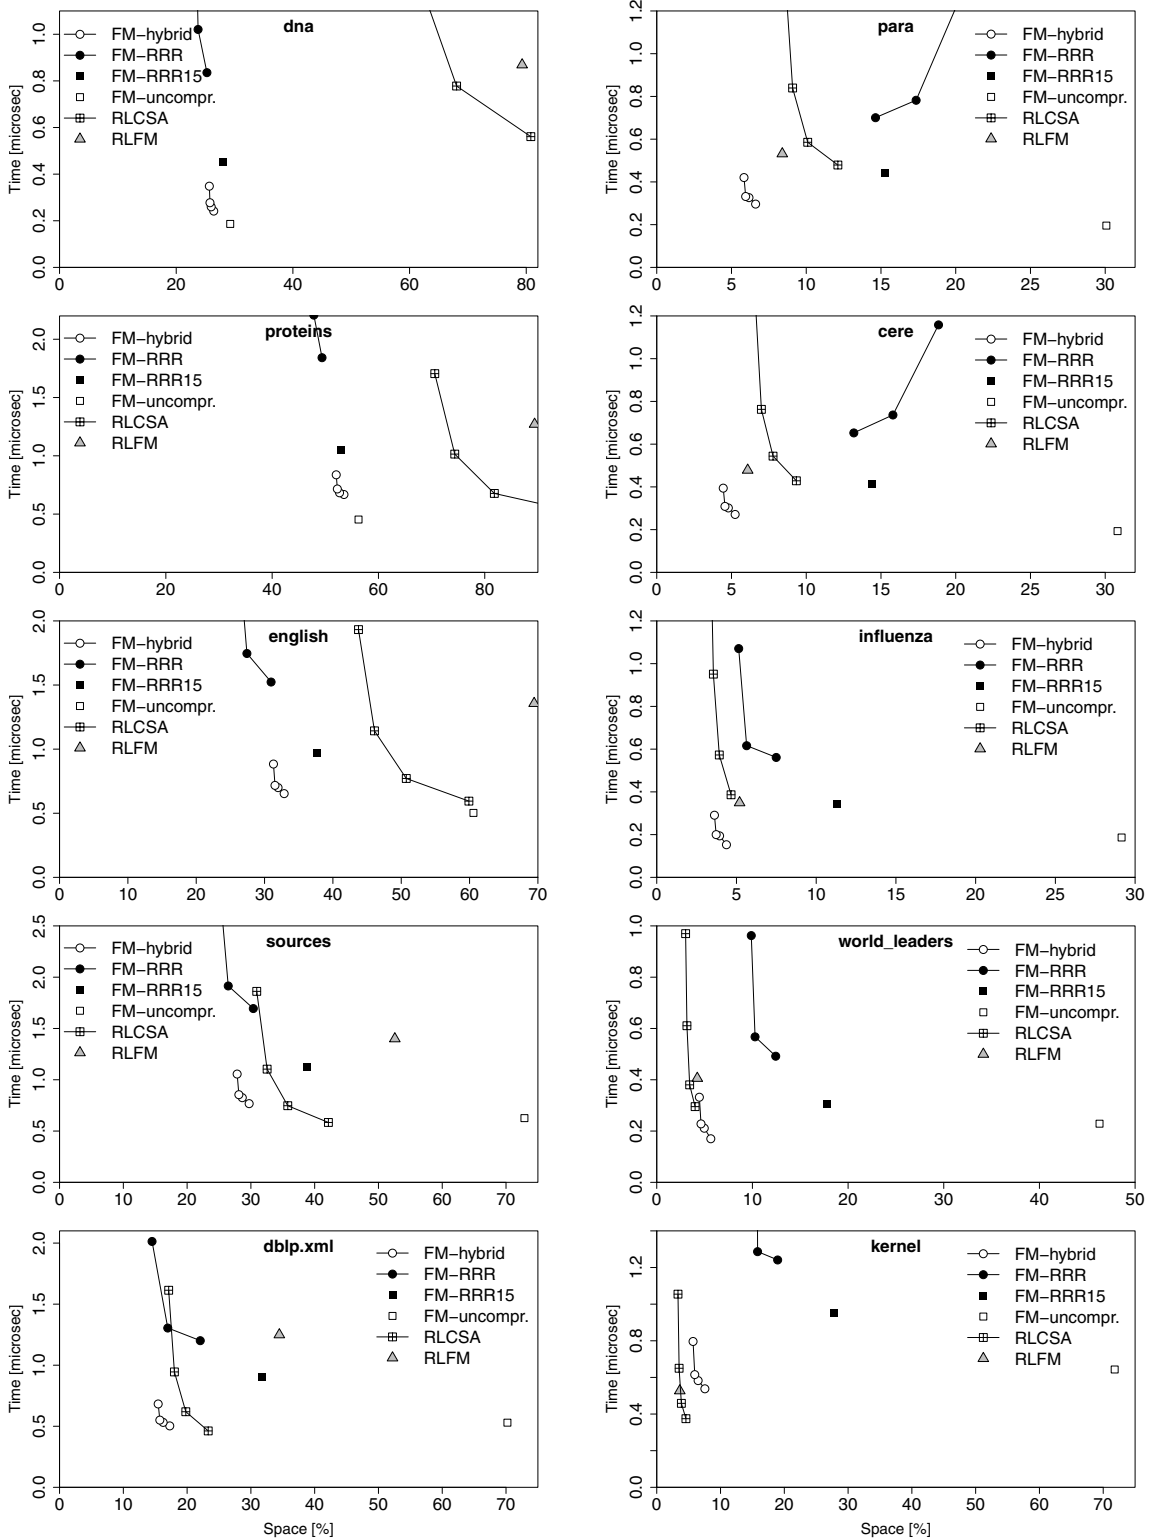 dna
Time [microsec]
0.0 0.2 0.4 0.6 0.8 1.0
FM−hybrid
FM−RRR
FM−RRR15
FM−uncompr.
RLCSA
RLFM
0 20 40 60 80
para
Time [microsec]
0.0 0.2 0.4 0.6 0.8 1.0 1.2
FM−hybrid
FM−RRR
FM−RRR15
FM−uncompr.
RLCSA
RLFM
0 5 10 15 20 25 30
proteins
Time [microsec]
0.0 0.5 1.0 1.5 2.0
FM−hybrid
FM−RRR
FM−RRR15
FM−uncompr.
RLCSA
RLFM
0 20 40 60 80
cere
Time [microsec]
0.0 0.2 0.4 0.6 0.8 1.0 1.2
FM−hybrid
FM−RRR
FM−RRR15
FM−uncompr.
RLCSA
RLFM
0 5 10 15 20 25 30
english
Time [microsec]
0.0 0.5 1.0 1.5 2.0
FM−hybrid
FM−RRR
FM−RRR15
FM−uncompr.
RLCSA
RLFM
0 10 20 30 40 50 60 70
influenza
Time [microsec]
0.0 0.2 0.4 0.6 0.8 1.0 1.2
FM−hybrid
FM−RRR
FM−RRR15
FM−uncompr.
RLCSA
RLFM
0 5 10 15 20 25 30
sources
Time [microsec]
0.0 0.5 1.0 1.5 2.0 2.5
FM−hybrid
FM−RRR
FM−RRR15
FM−uncompr.
RLCSA
RLFM
0 10 20 30 40 50 60 70
world_leaders
Time [microsec]
0.0 0.2 0.4 0.6 0.8 1.0
FM−hybrid
FM−RRR
FM−RRR15
FM−uncompr.
RLCSA
RLFM
0 10 20 30 40 50
dblp.xml
Time [microsec]
0.0 0.5 1.0 1.5 2.0
FM−hybrid
FM−RRR
FM−RRR15
FM−uncompr.
RLCSA
RLFM
0 10 20 30 40 50 60 70
Space [%]
kernel
Time [microsec]
0.0 0.4 0.8 1.2
FM−hybrid
FM−RRR
FM−RRR15
FM−uncompr.
RLCSA
RLFM
0 10 20 30 40 50 60 70
Space [%]